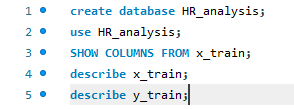 1 create database HR_analysis;
2 use HR_analysis;
3 SHOW COLUMNS FROM x_train;
4 describe x_train;
5 describe y_train;